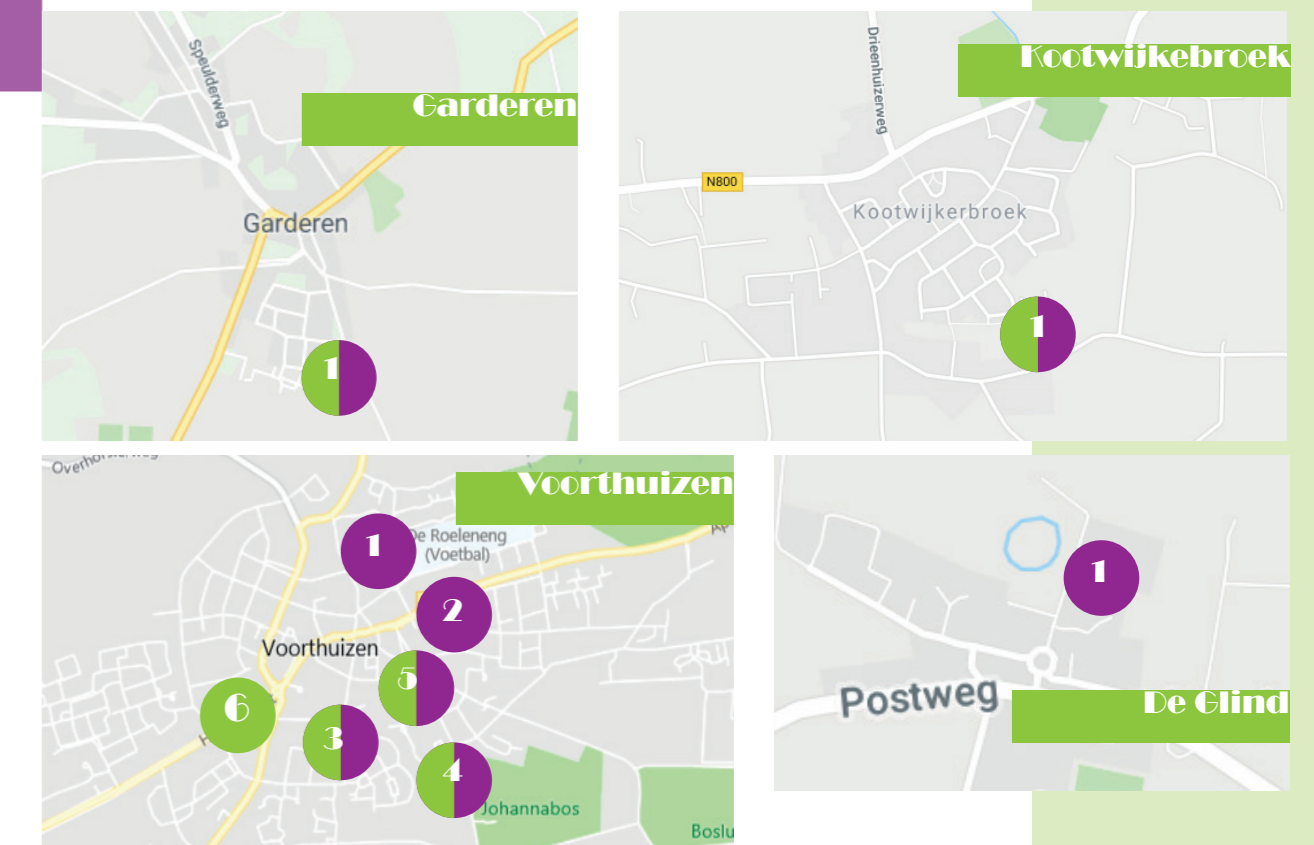 Speulderweg
Garderen
Garderen
1
Drieenhuizerweg
Kootwijkebroek
N800
Kootwijkerbroek
1
Voorthuizen
De Roeleneng
(Voetbal)
1
2
Voorthuizen
5
6
3
4
Johannabos
1
Postweg
De Glind